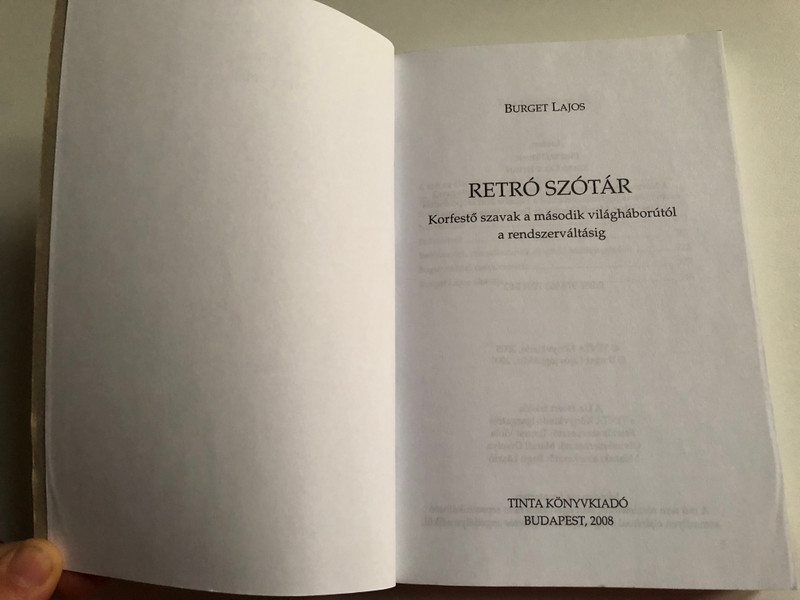 BURGET LAJOS
RETRÓ SZÓTÁR
Korfestő szavak a második világháborútól
a rendszerváltásig
TINTA KÖNYVKIADÓ
BUDAPEST, 2008